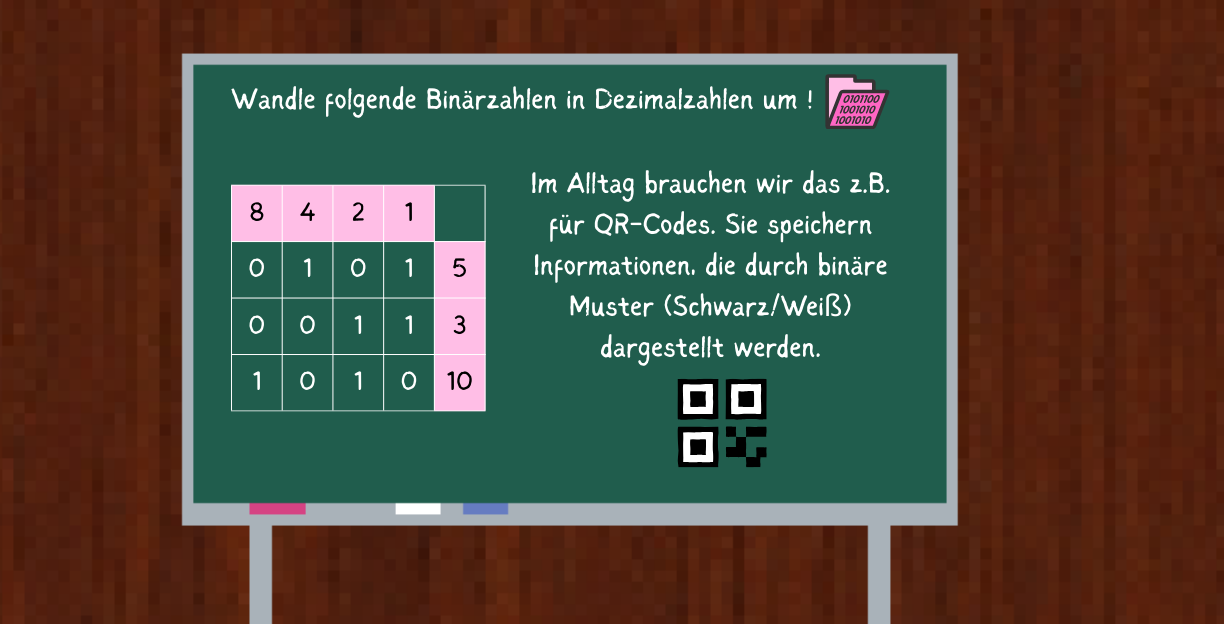 Wandle folgende Binärzahlen in Dezimalzahlen um !
0101100
1001010
1001010
8 4 2 1
0 1 0 1 5
0 0 1 1 3
1 0 1 0 10
Im Alltag brauchen wir das z.B.
für QR-Codes. Sie speichern
Informationen, die durch binäre
Muster (Schwarz/Weiß)
dargestellt werden.